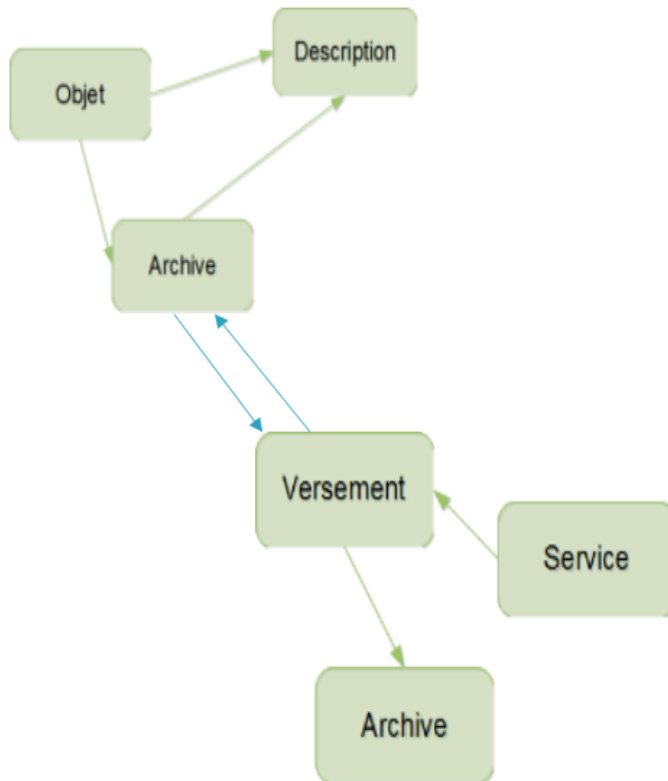 Description
Objet
Archive
Versement
Service
Archive